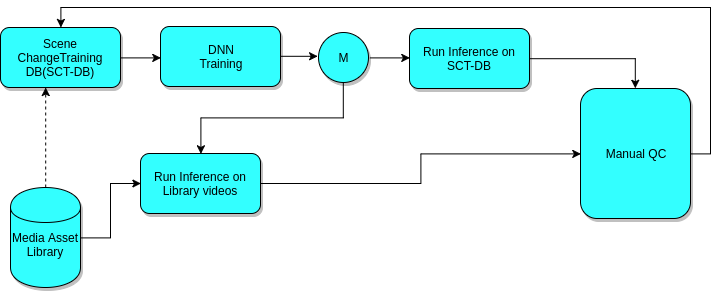 Scene
ChangeTraining
DB(SCT-DB)
DNN
Training
M
Run Inference on
SCT-DB
Manual QC
Run Inference on
Library videos
Media Asset
Library